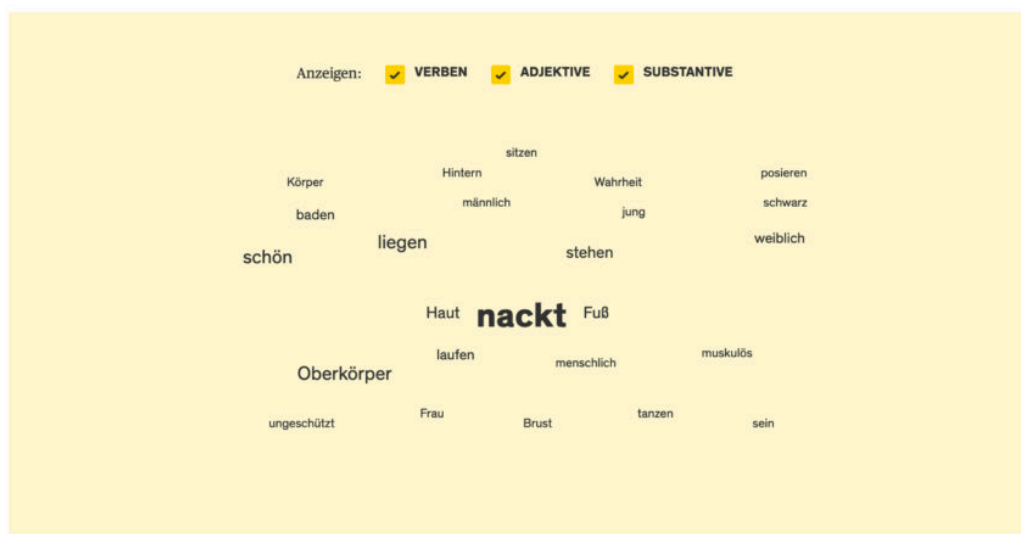 Anzeigen: VERBEN ADJEKTIVE SUBSTANTIVE
sitzen
Hintern posieren
Körper Wahrheit
männlich schwarz
baden jung
liegen weiblich
schön stehen
Haut nackt Fuß
laufen muskulös
Oberkörper menschlich
Frau tanzen
ungeschützt Brust sein